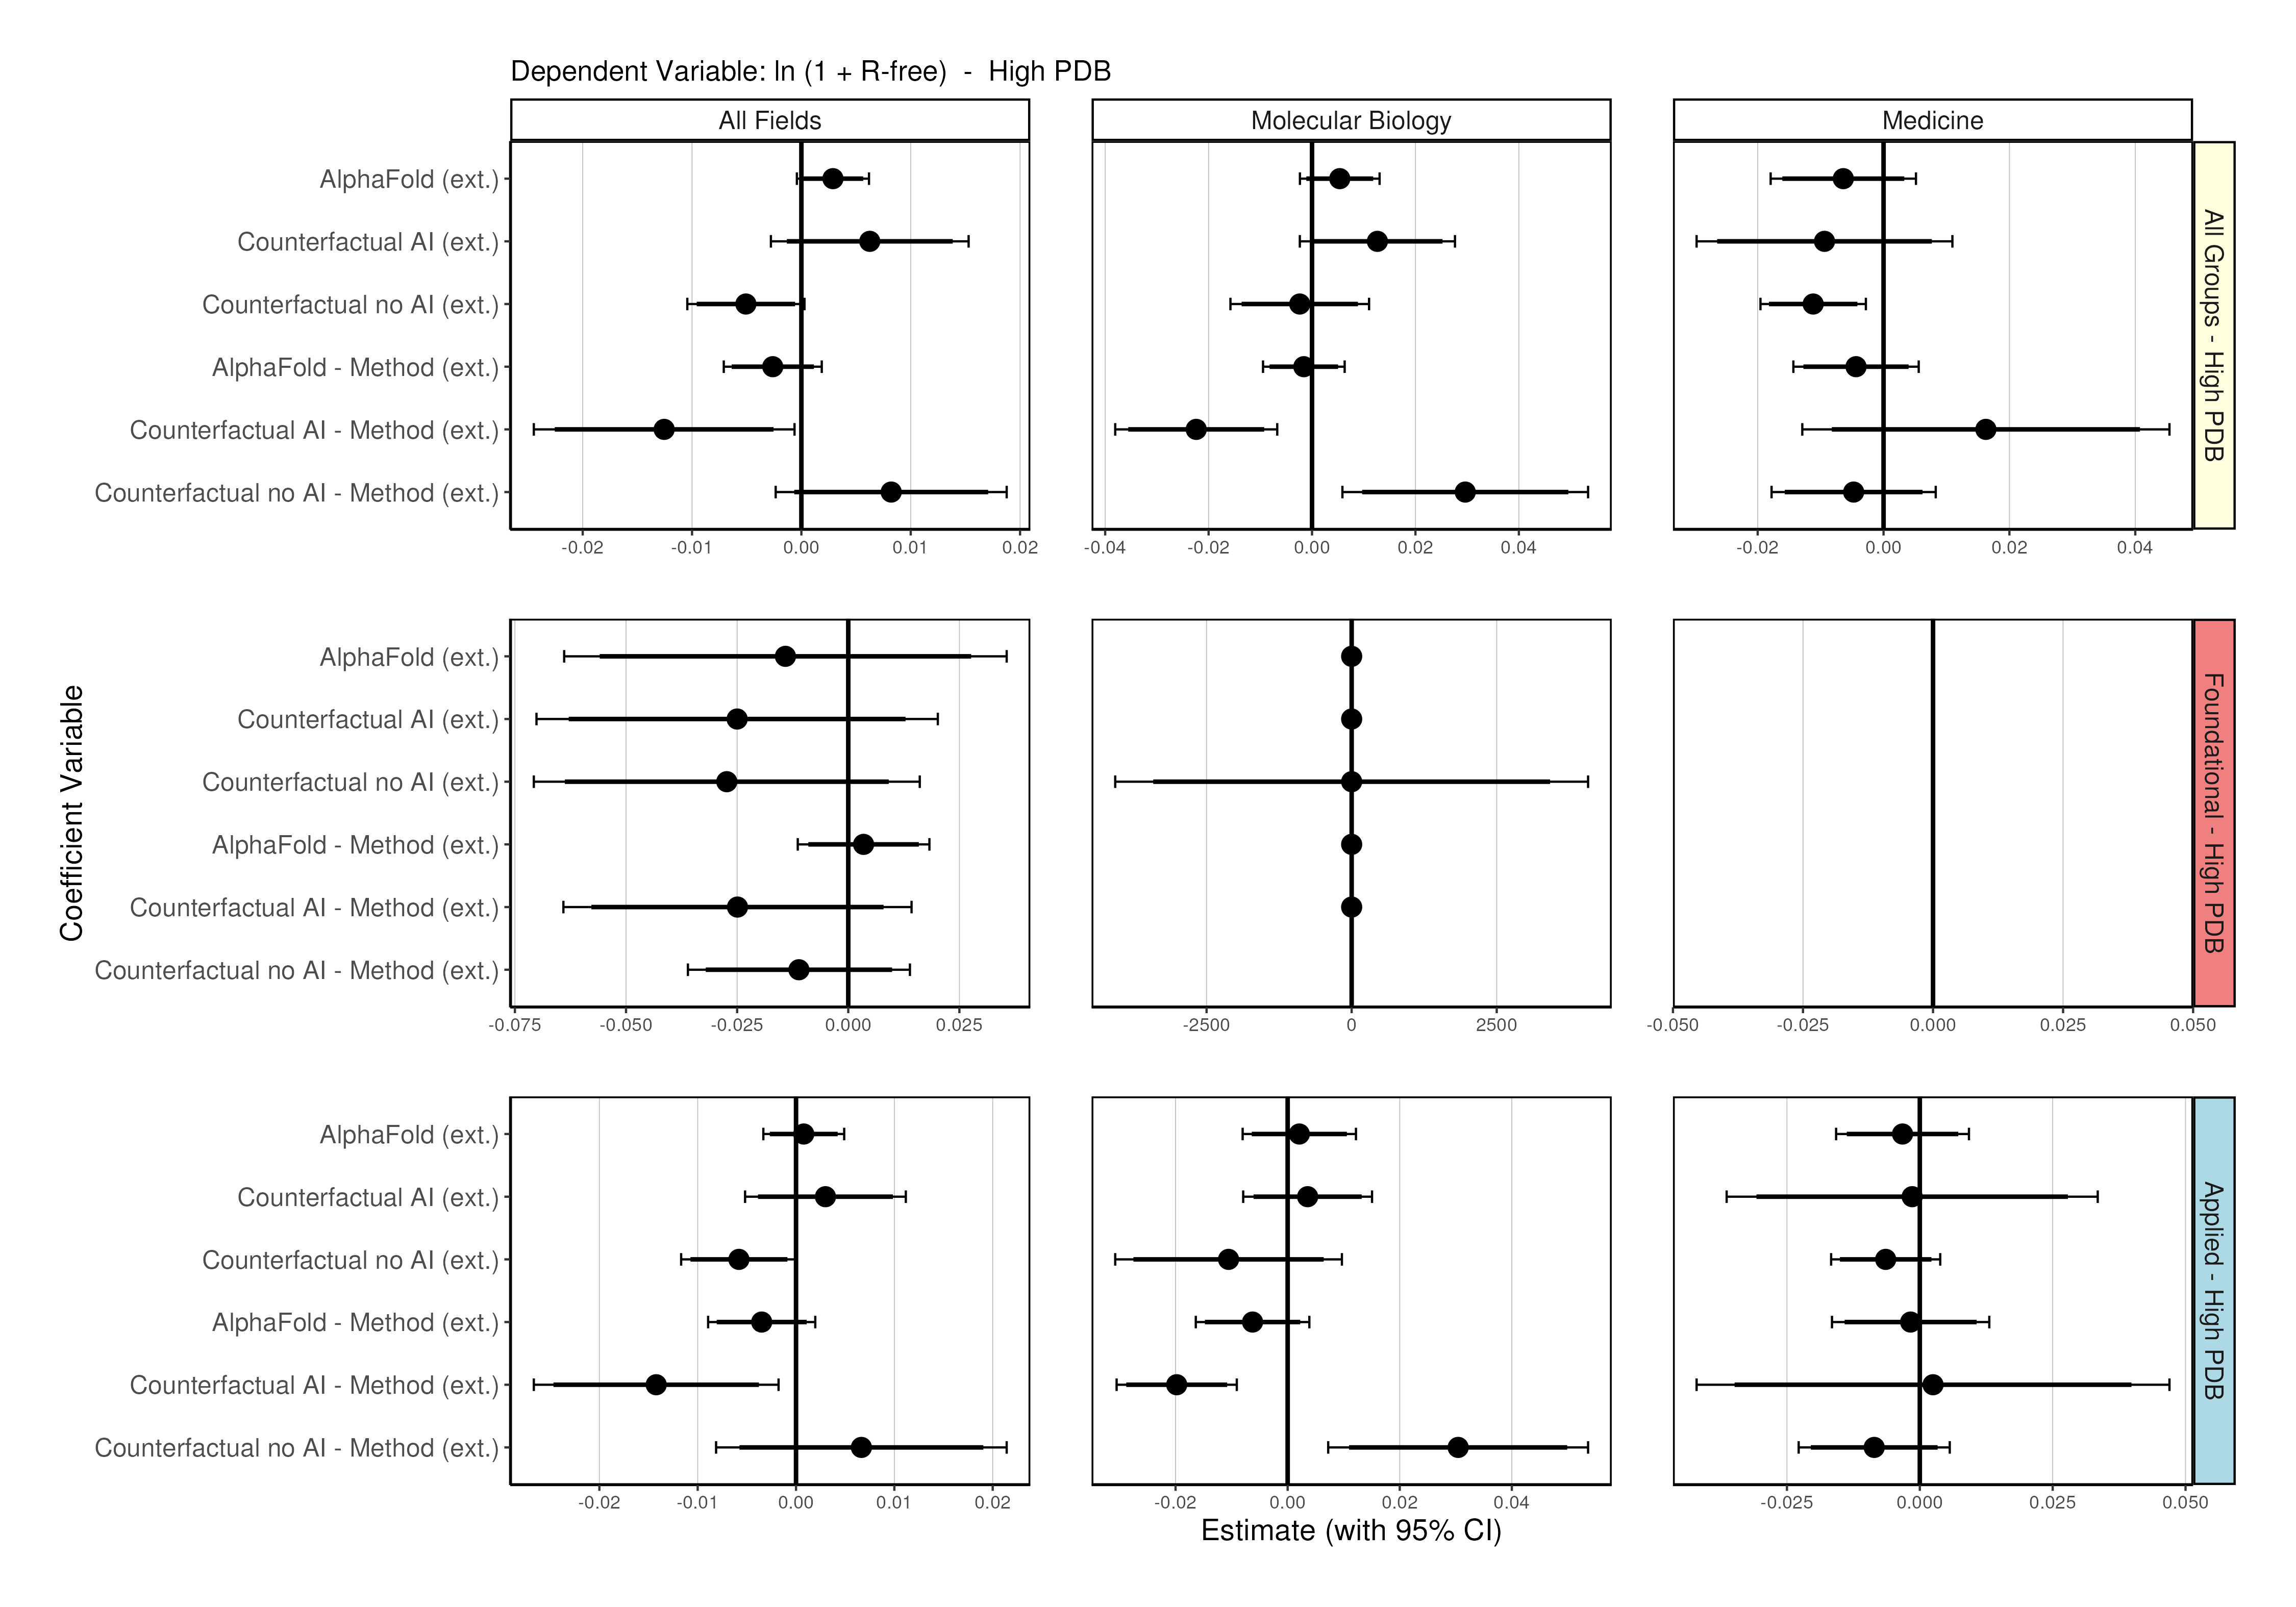 Dependent Variable: ln (1 + R-free)  -  High PDB
All Fields
Molecular Biology
Medicine
AlphaFold (ext.)
Counterfactual AI (ext.)
Counterfactual no AI (ext.)
AlphaFold - Method (ext.)
Counterfactual AI - Method (ext.)
Counterfactual no AI - Method (ext.)
-0.02 -0.01 0.00 0.01 0.02
-0.04 -0.02 0.00 0.02 0.04
-0.02 0.00 0.02 0.04
All Groups - High PDB
Coefficient Variable
AlphaFold (ext.)
Counterfactual AI (ext.)
Counterfactual no AI (ext.)
AlphaFold - Method (ext.)
Counterfactual AI - Method (ext.)
Counterfactual no AI - Method (ext.)
-0.075 -0.050 -0.025 0.000 0.025
-2500 0 2500
-0.050 -0.025 0.000 0.025 0.050
Foundational - High PDB
AlphaFold (ext.)
Counterfactual AI (ext.)
Counterfactual no AI (ext.)
AlphaFold - Method (ext.)
Counterfactual AI - Method (ext.)
Counterfactual no AI - Method (ext.)
-0.02 -0.01 0.00 0.01 0.02
-0.02 0.00 0.02 0.04
-0.025 0.000 0.025 0.050
Applied - High PDB
Estimate (with 95% CI)